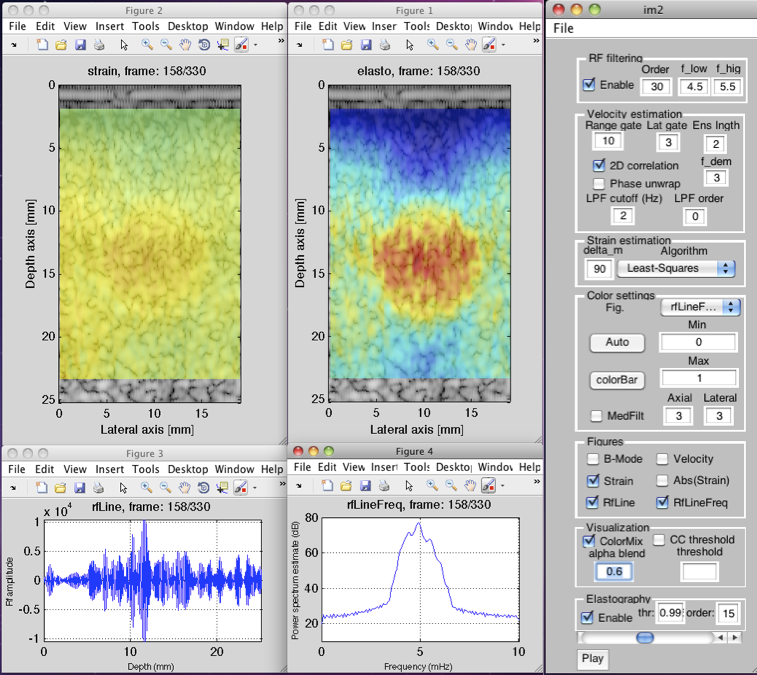 Figure 2
File Edit View Insert Tools Desktop Window Help
»
strain, frame: 158/330
0
5
10
15
20
25
Depth axis [mm]
0 5 10 15
Lateral axis [mm]
Figure 1
File Edit View Insert Tools Desktop Window Help
»
elasto, frame: 158/330
0
5
10
15
20
25
Depth axis [mm]
0 5 10 15
Lateral axis [mm]
Figure 3
File Edit View Insert Tools Desktop Window Help
»
rfLine, frame: 158/330
x 10^4
1
0.5
0
-0.5
-1
Rf amplitude
0 10 20
Depth (mm)
Figure 4
File Edit View Insert Tools Desktop Window Help
»
rfLineFreq, frame: 158/330
80
60
40
20
Power spectrum estimate (dB)
0 5 10
Frequency (mHz)
im2
File
RF filtering
Order f_low f_hig
Enable 30 4.5 5.5
Velocity estimation
Range gate Lat gate Ens lngth
10 3 2
2D correlation f_dem
Phase unwrap 3
LPF cutoff (Hz) LPF order
2 0
Strain estimation
delta_m Algorithm
90 Least-Squares
Color settings
Fig. rfLineF...
Min
Auto 0
Max
colorBar 1
Axial Lateral
MedFilt 3 3
Figures
B-Mode Velocity
Strain Abs(Strain)
RfLine RfLineFreq
Visualization
ColorMix CC threshold
alpha blend threshold
0.6
Elastography
Enable thr: 0.99 order: 15
Play